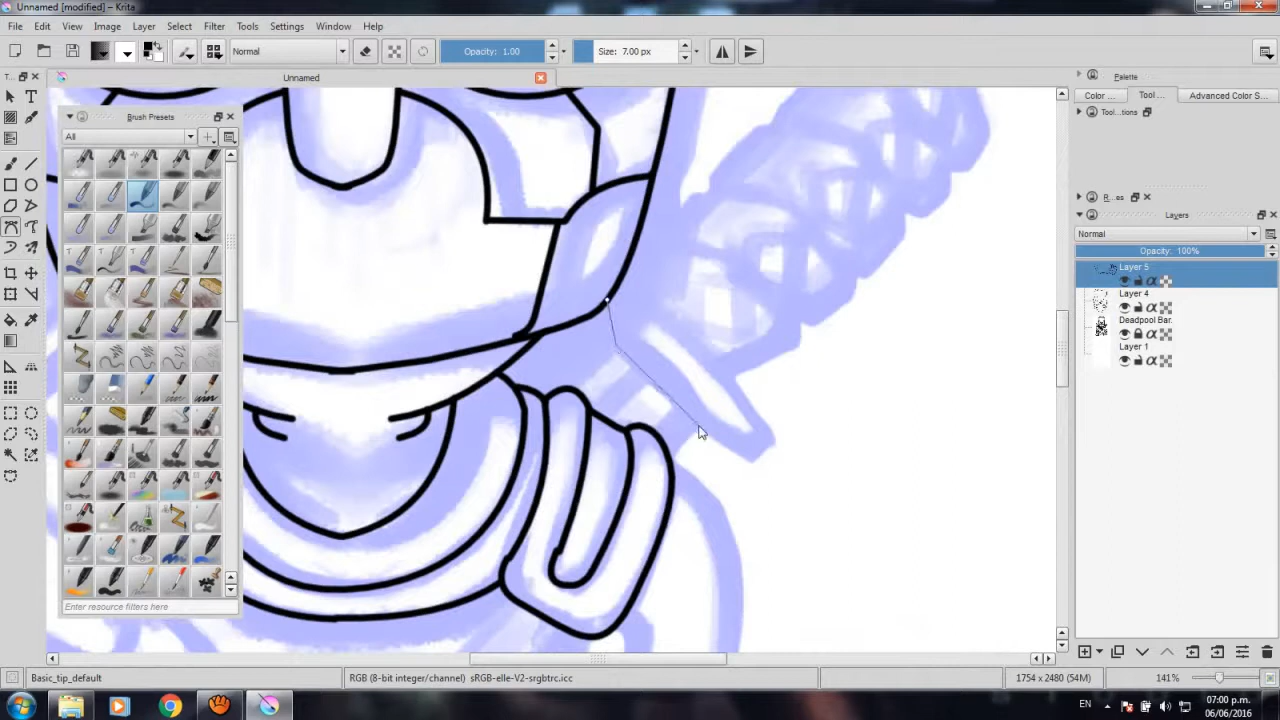 Unnamed [modified] - Krita
File Edit View Image Layer Select Filter Tools Settings Window Help
Normal Opacity: 1.00 Size: 7.00 px
Unnamed
T...
Brush Presets
All
Enter resource filters here
Palette
Color ... Tool ... Advanced Color S...
Tool...tions
R...es
Layers
Normal
Opacity: 100%
Layer 5
Layer 4
Deadpool Bar.
Layer 1
Basic_tip_default RGB (8-bit integer/channel) sRGB-elle-V2-srgbtrc.icc 1754 x 2480 (54M) 141%
EN 07:00 p.m.
06/06/2016